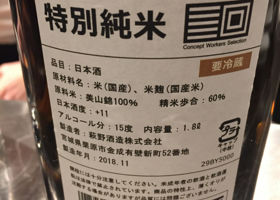 特別純米
Concept Workers Selection
品目：日本酒
要冷蔵
原材料名：米(国産)、米麹(国産米)
原料米：美山錦100%　精米歩合：60%
日本酒度：+11
アルコール分：15度　内容量：1.8ℓ
製造者：萩野酒造株式会社
宮城県栗原市金成有壁新町52番地
製造年月：2018.11
29BY5000